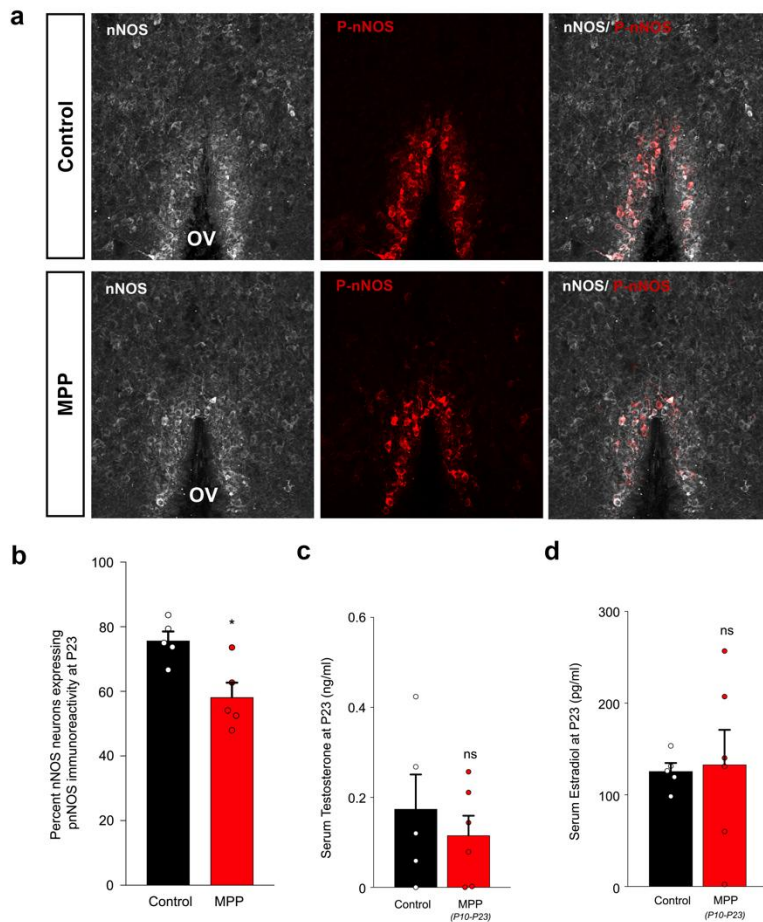 a
nNOS
P-nNOS
nNOS/ P-nNOS
Control
OV
nNOS
P-nNOS
nNOS/ P-nNOS
MPP
OV
b
Percent nNOS neurons expressing
pnNOS immunoreactivity at P23
100
80
60
40
20
0
*
Control
MPP
c
Serum Testosterone at P23 (ng/ml)
0.6
0.4
0.2
0.0
ns
Control
MPP
(P10-P23)
d
Serum Estradiol at P23 (pg/ml)
300
200
100
0
ns
Control
MPP
(P10-P23)